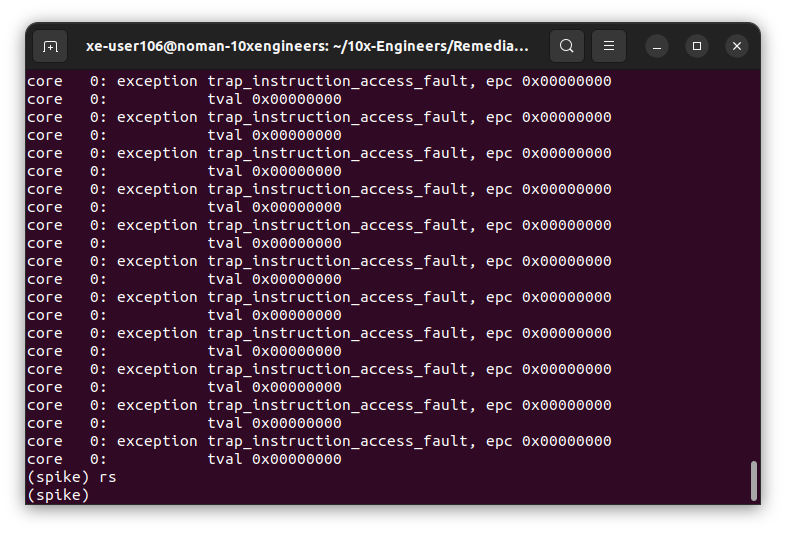 xe-user106@noman-10xengineers: ~/10x-Engineers/Remedia...
core   0: exception trap_instruction_access_fault, epc 0x00000000
core   0:           tval 0x00000000
core   0: exception trap_instruction_access_fault, epc 0x00000000
core   0:           tval 0x00000000
core   0: exception trap_instruction_access_fault, epc 0x00000000
core   0:           tval 0x00000000
core   0: exception trap_instruction_access_fault, epc 0x00000000
core   0:           tval 0x00000000
core   0: exception trap_instruction_access_fault, epc 0x00000000
core   0:           tval 0x00000000
core   0: exception trap_instruction_access_fault, epc 0x00000000
core   0:           tval 0x00000000
core   0: exception trap_instruction_access_fault, epc 0x00000000
core   0:           tval 0x00000000
core   0: exception trap_instruction_access_fault, epc 0x00000000
core   0:           tval 0x00000000
core   0: exception trap_instruction_access_fault, epc 0x00000000
core   0:           tval 0x00000000
core   0: exception trap_instruction_access_fault, epc 0x00000000
core   0:           tval 0x00000000
core   0: exception trap_instruction_access_fault, epc 0x00000000
core   0:           tval 0x00000000
(spike) rs
(spike)